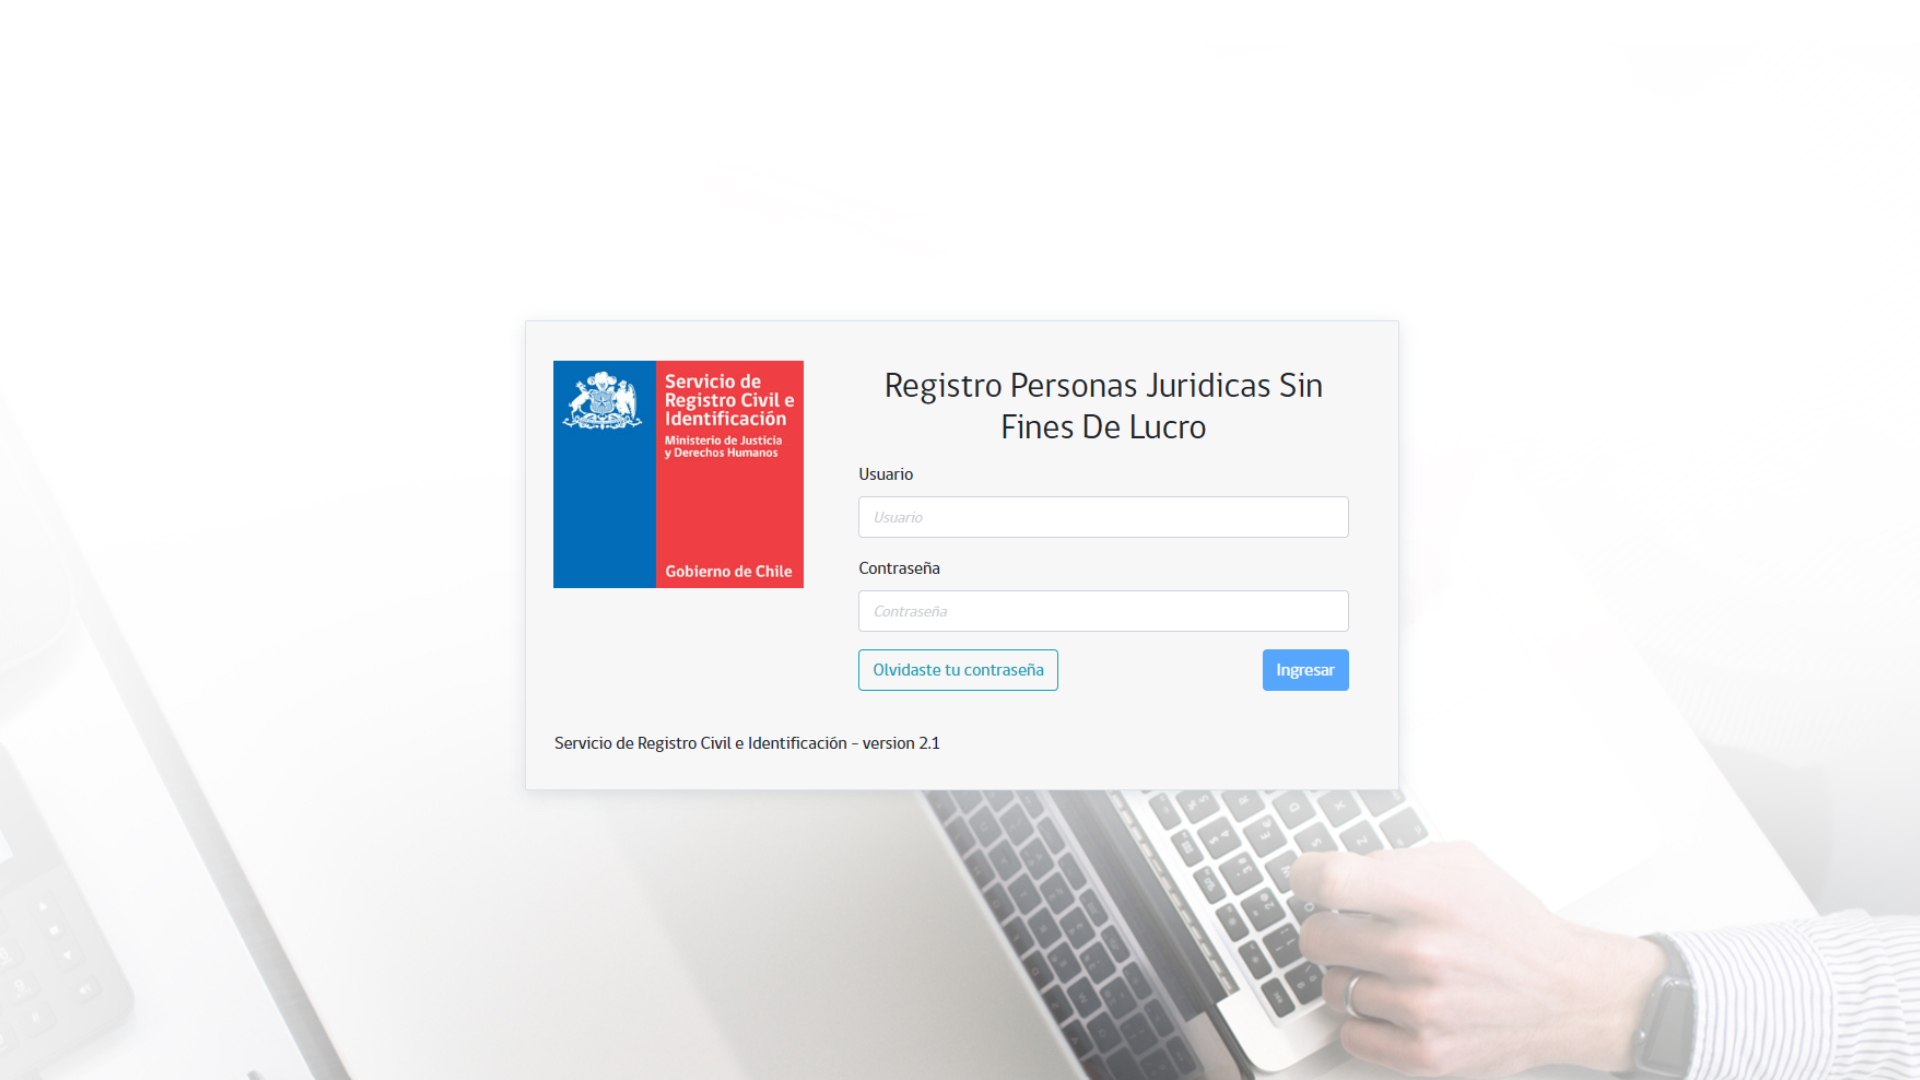 Servicio de
Registro Civil e
Identificación
Ministerio de Justicia
y Derechos Humanos
Gobierno de Chile
Registro Personas Juridicas Sin
Fines De Lucro
Usuario
Usuario
Contraseña
Contraseña
Olvidaste tu contraseña
Ingresar
Servicio de Registro Civil e Identificación - version 2.1